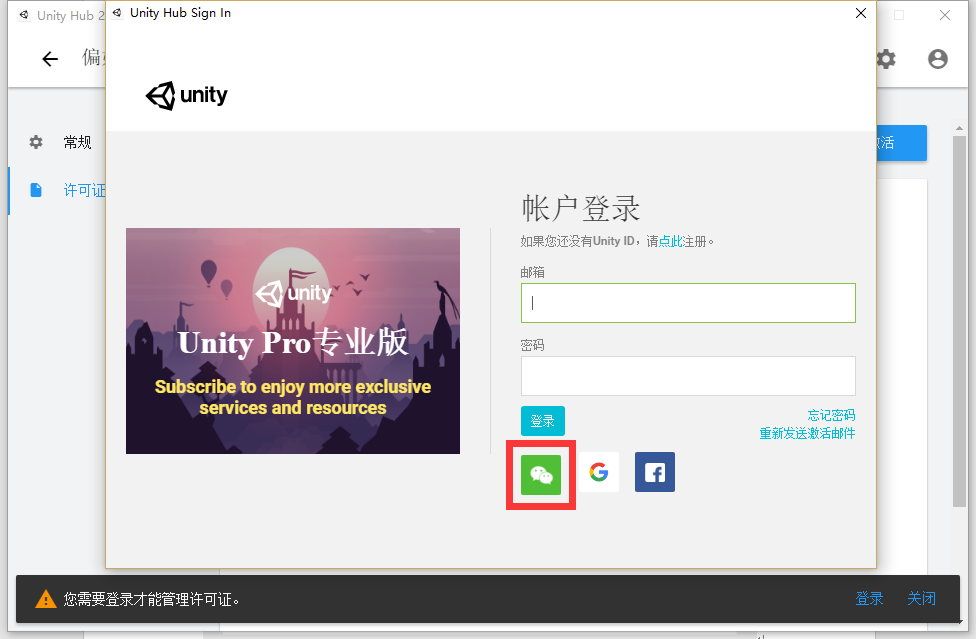 Unity Hub 2
Unity Hub Sign In
unity
常规
许可证
活
帐户登录
如果您还没有Unity ID，请点此注册。
邮箱
密码
unity
Unity Pro专业版
Subscribe to enjoy more exclusive
services and resources
登录
忘记密码
重新发送激活邮件
您需要登录才能管理许可证。
登录
关闭